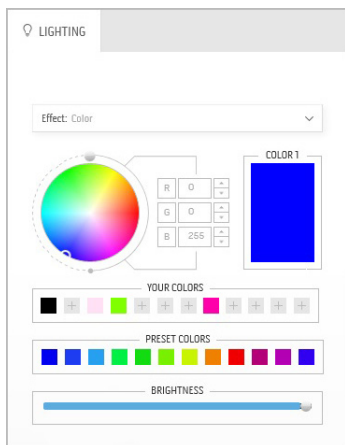 LIGHTING
Effect: Color
COLOR 1
R 0
G 0
B 255
YOUR COLORS
PRESET COLORS
BRIGHTNESS